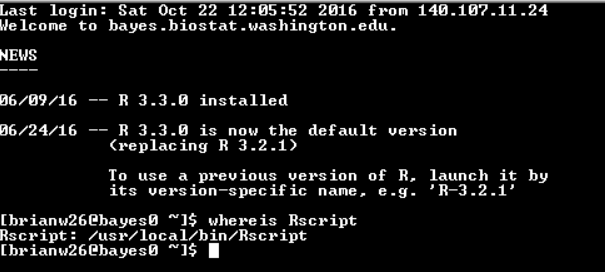 Last login: Sat Oct 22 12:05:52 2016 from 140.107.11.24
Welcome to bayes.biostat.washington.edu.
NEWS
----
06/09/16 -- R 3.3.0 installed
06/24/16 -- R 3.3.0 is now the default version
(replacing R 3.2.1)
To use a previous version of R, launch it by
its version-specific name, e.g. 'R-3.2.1'
[brianw26@bayes0 ~]$ whereis Rscript
Rscript: /usr/local/bin/Rscript
[brianw26@bayes0 ~]$